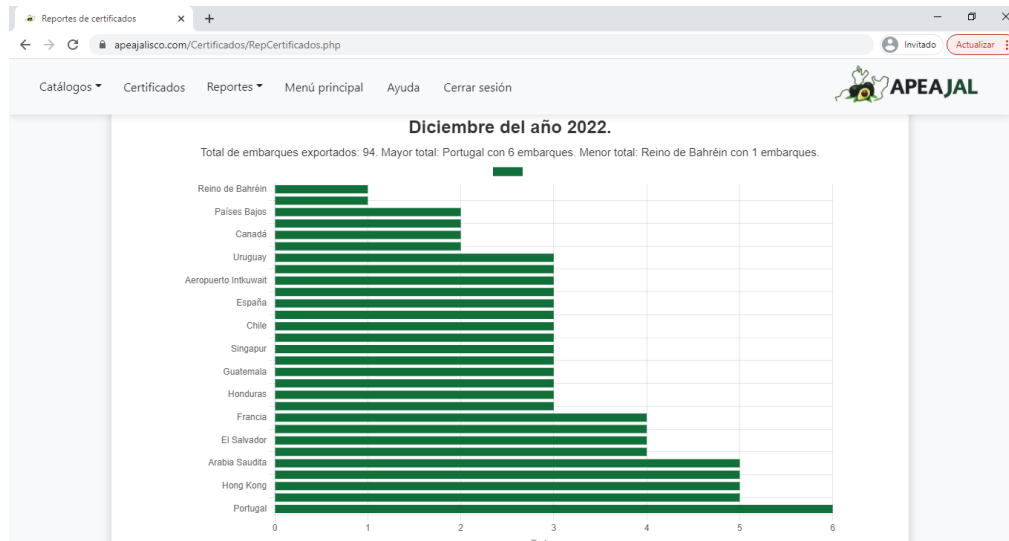 Reportes de certificados
apeajalisco.com/Certificados/RepCertificados.php
Invitado
Actualizar
Catálogos
Certificados
Reportes
Menú principal
Ayuda
Cerrar sesión
APEAJAL
Diciembre del año 2022.
Total de embarques exportados: 94. Mayor total: Portugal con 6 embarques. Menor total: Reino de Bahréin con 1 embarques.
Reino de Bahréin
Países Bajos
Canadá
Uruguay
Aeropuerto Intkuwait
España
Chile
Singapur
Guatemala
Honduras
Francia
El Salvador
Arabia Saudita
Hong Kong
Portugal
0 1 2 3 4 5 6